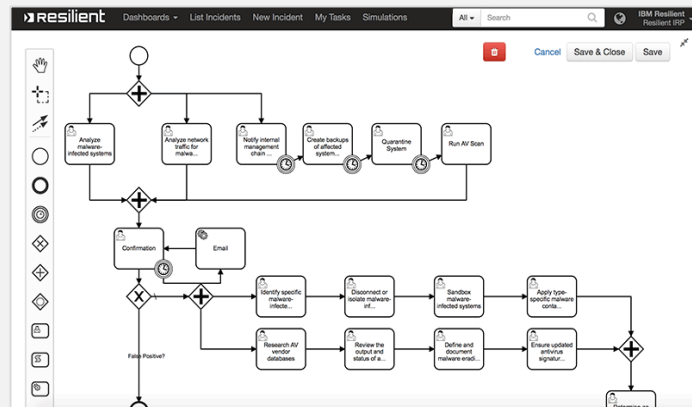 Resilient
Dashboards
List Incidents
New Incident
My Tasks
Simulations
All
Search
IBM Resilient
Resilient IRP
Cancel
Save & Close
Save
Analyze
malware-
infected systems
Analyze network
traffic for
malwa...
Notify internal
management
chain ...
Create backups
of affected
system...
Quarantine
System
Run AV Scan
Confirmation
Email
X
Identify specific
malware-
infecte...
Disconnect or
isolate malware-
inf...
Sandbox
malware-
infected systems
Apply type-
specific malware
conta...
False Positive?
Research AV
vendor
databases
Review the
output and
status of a...
Define and
document
malware eradi...
Ensure updated
antivirus
signatur...